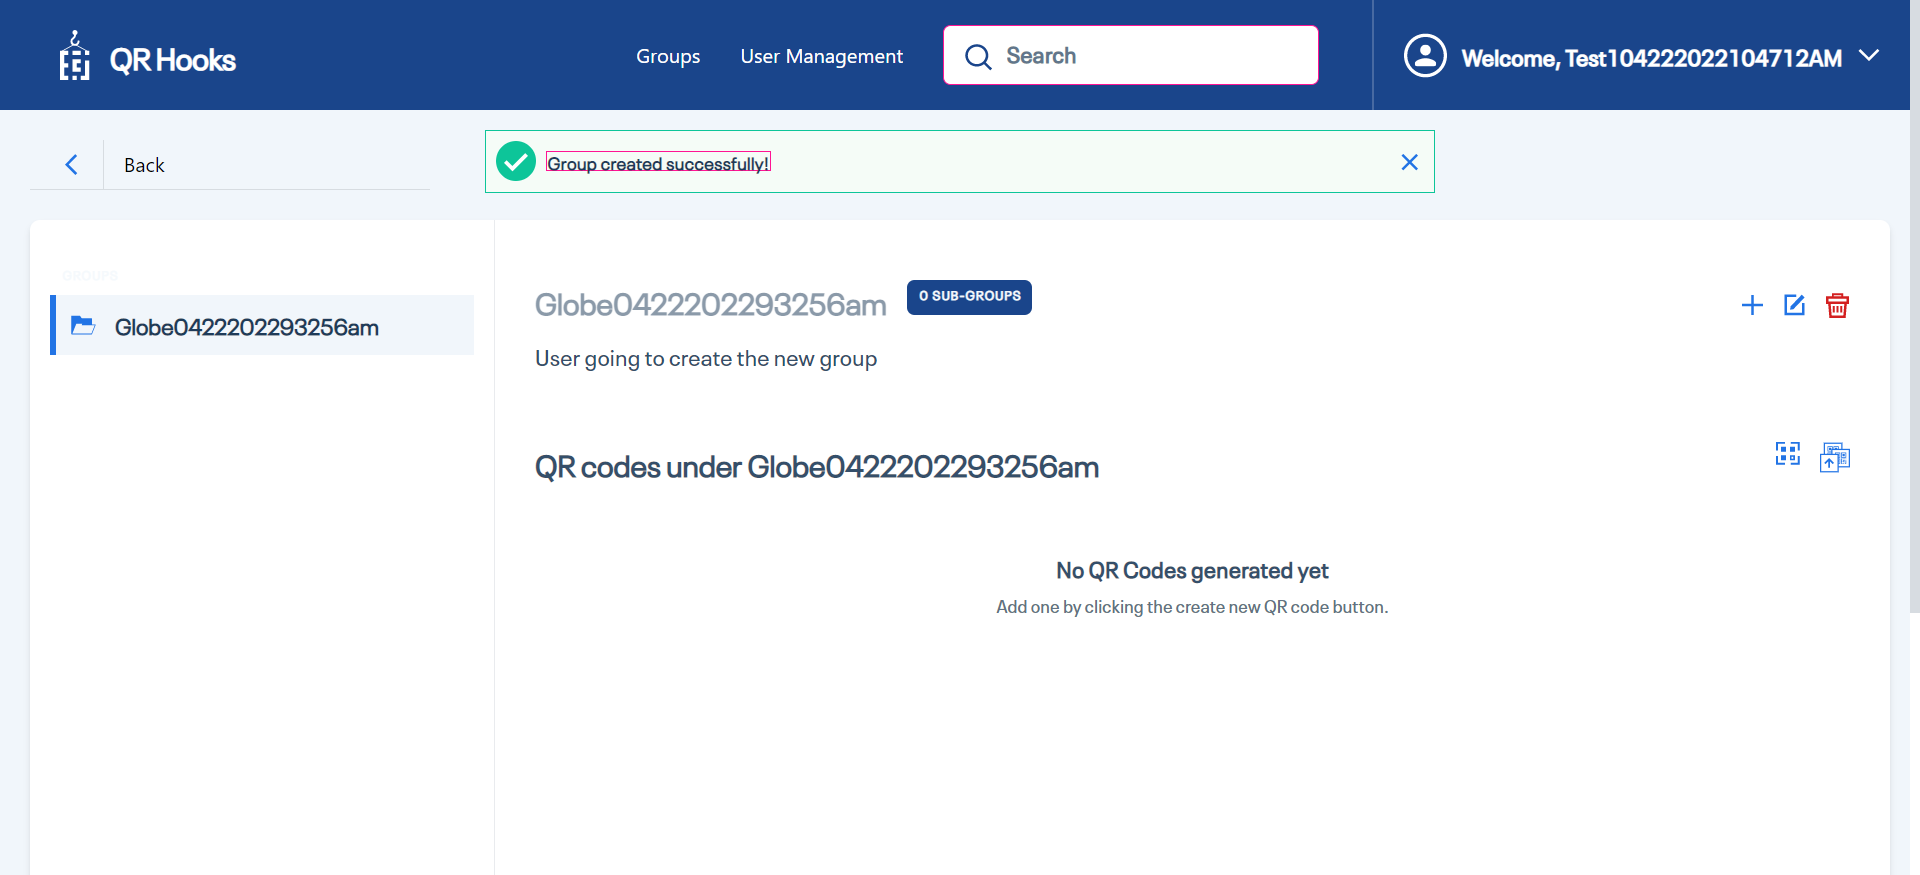 QR Hooks
Groups
User Management
Search
Welcome, Test104222022104712AM
Back
Group created successfully!
GROUPS
Globe0422202293256am
Globe0422202293256am
0 SUB-GROUPS
User going to create the new group
QR codes under Globe0422202293256am
No QR Codes generated yet
Add one by clicking the create new QR code button.